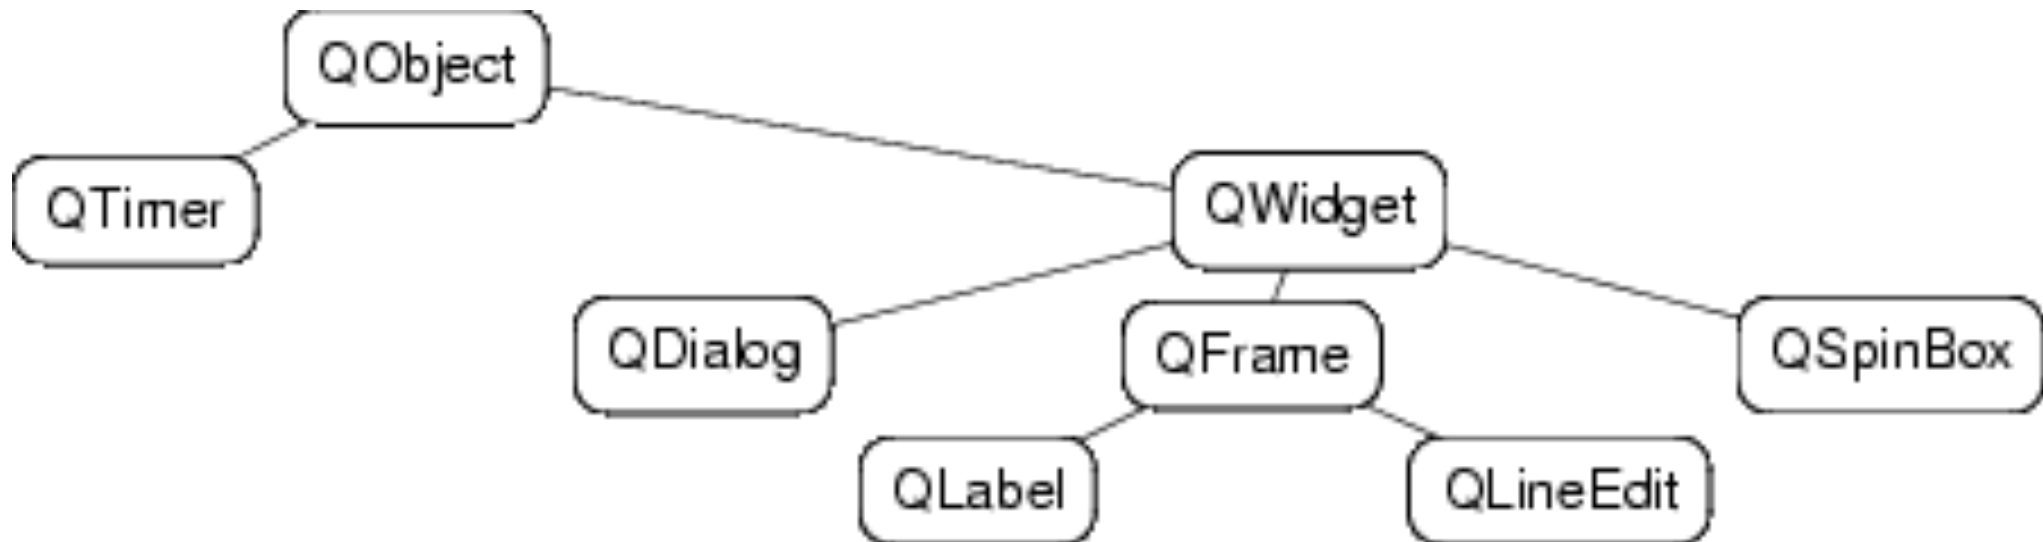 QObject
QTimer
QWidget
QDialog
QFrame
QSpinBox
QLabel
QLineEdit